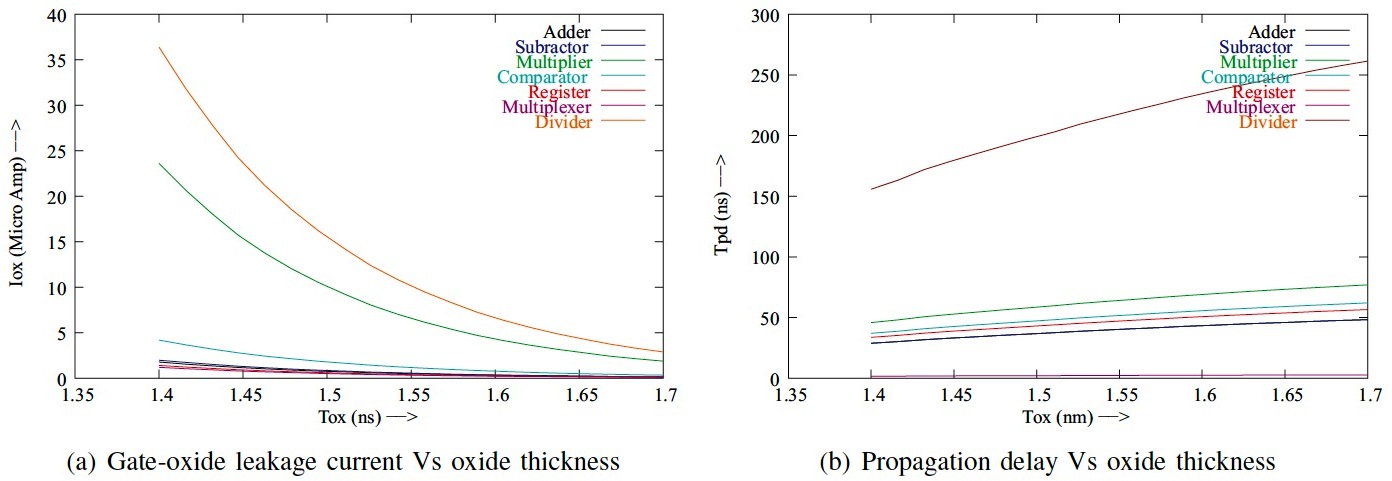 40
35
30
25
20
15
10
5
0
Iox (Micro Amp) —>
Adder
Subractor
Multiplier
Comparator
Register
Multiplexer
Divider
1.35 1.4 1.45 1.5 1.55 1.6 1.65 1.7
Tox (ns) —>
(a) Gate-oxide leakage current Vs oxide thickness
300
250
200
150
100
50
0
Tpd (ns) —>
Adder
Subractor
Multiplier
Comparator
Register
Multiplexer
Divider
1.35 1.4 1.45 1.5 1.55 1.6 1.65 1.7
Tox (nm) —>
(b) Propagation delay Vs oxide thickness